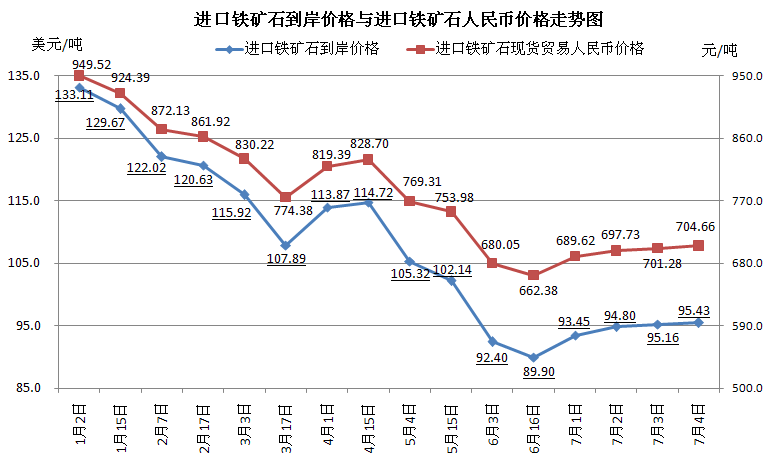 进口铁矿石到岸价格与进口铁矿石人民币价格走势图
美元/吨
进口铁矿石到岸价格
进口铁矿石现货贸易人民币价格
元/吨
135.0
125.0
115.0
105.0
95.0
85.0
950.0
860.0
770.0
680.0
590.0
500.0
949.52
924.39
872.13
861.92
830.22
774.38
819.39
828.70
769.31
753.98
680.05
662.38
689.62
697.73
701.28
704.66
133.11
129.67
122.02
120.63
115.92
107.89
113.87
114.72
105.32
102.14
92.40
89.90
93.45
94.80
95.16
95.43
1月2日
1月15日
2月7日
2月17日
3月3日
3月17日
4月1日
4月15日
5月4日
5月15日
6月3日
6月16日
7月1日
7月2日
7月3日
7月4日